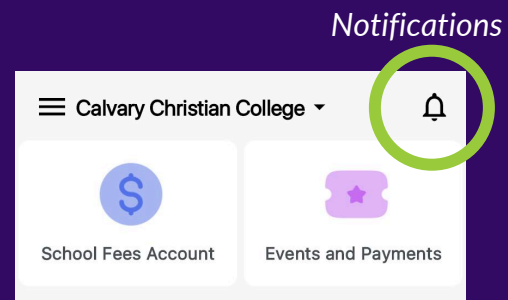 Notifications
Calvary Christian College
$
School Fees Account
Events and Payments